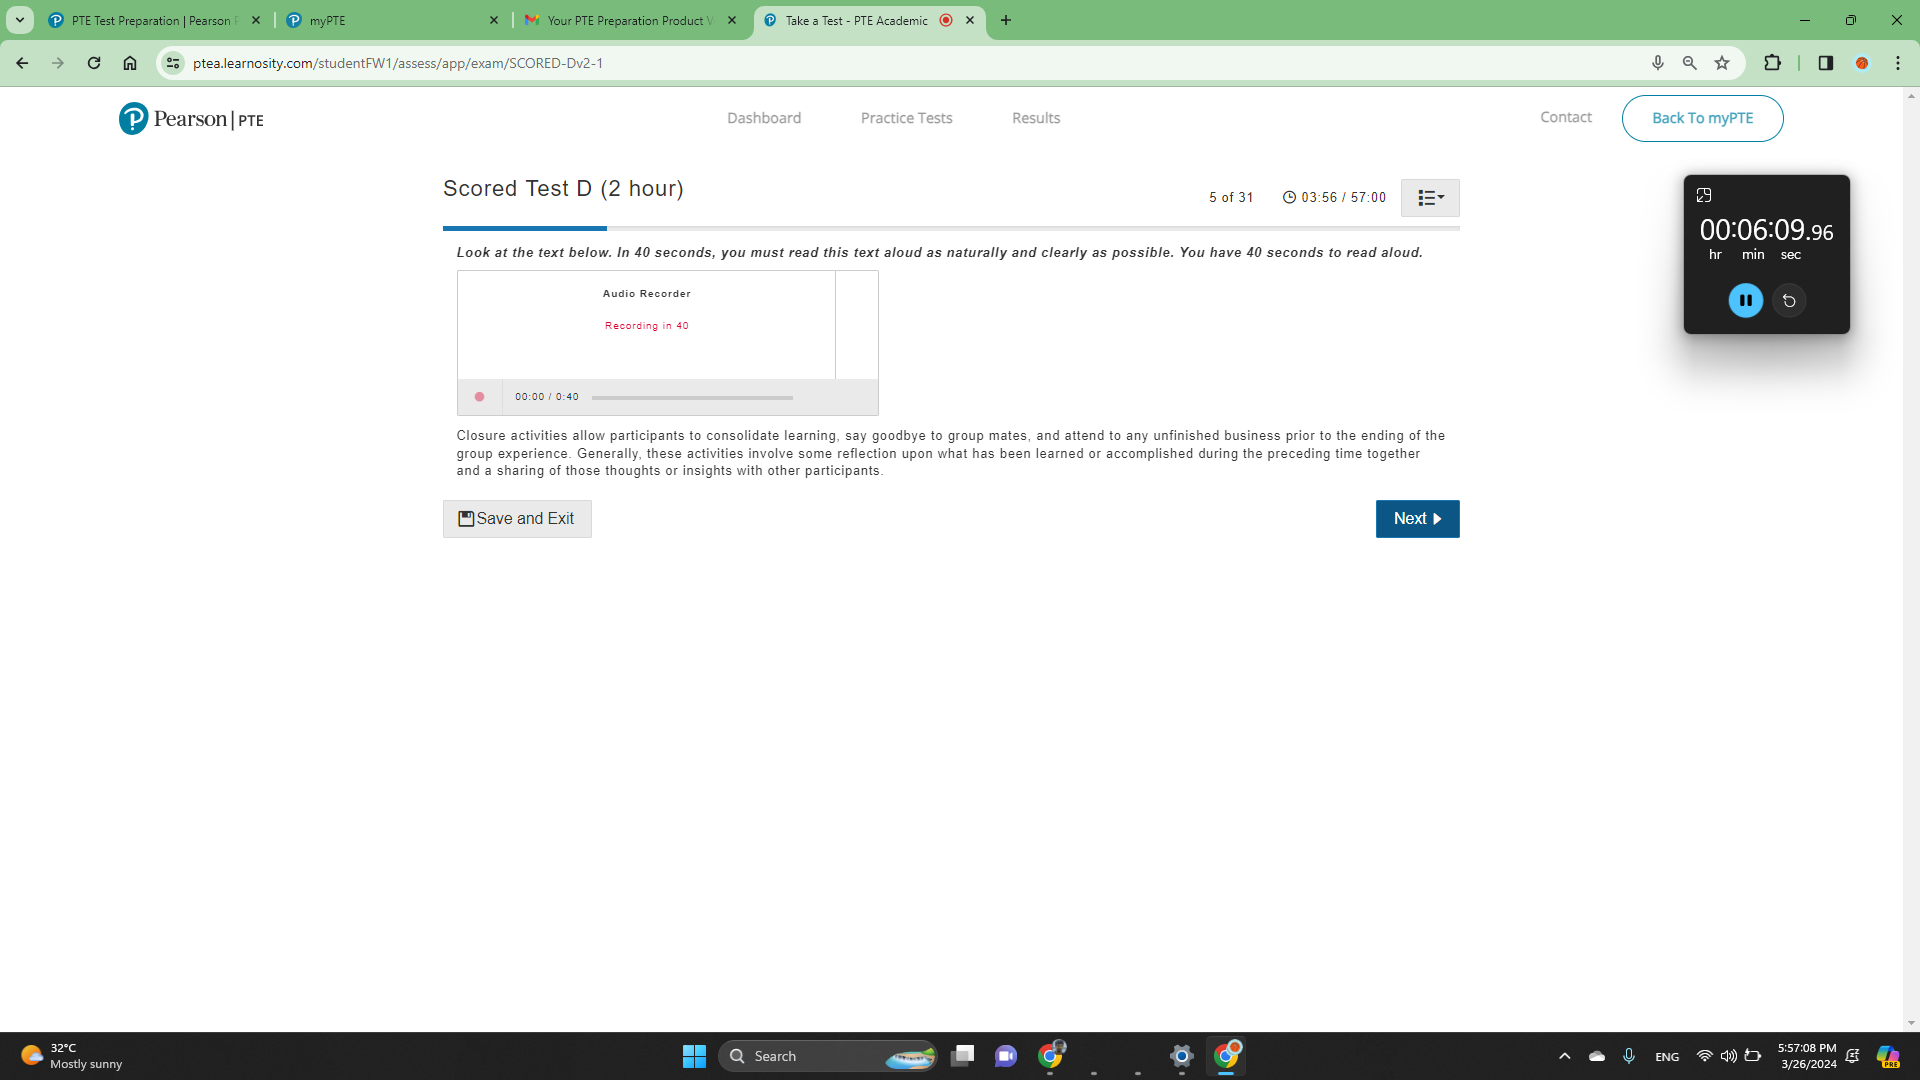 PTE Test Preparation | Pearson P
myPTE
Your PTE Preparation Product V
Take a Test - PTE Academic
ptea.learnosity.com/studentFW1/assess/app/exam/SCORED-Dv2-1
Pearson | PTE
Dashboard
Practice Tests
Results
Contact
Back To myPTE
Scored Test D (2 hour)
5 of 31
03:56 / 57:00
00:06:09.96
hr min sec
Look at the text below. In 40 seconds, you must read this text aloud as naturally and clearly as possible. You have 40 seconds to read aloud.
Audio Recorder
Recording in 40
00:00 / 0:40
Closure activities allow participants to consolidate learning, say goodbye to group mates, and attend to any unfinished business prior to the ending of the
group experience. Generally, these activities involve some reflection upon what has been learned or accomplished during the preceding time together
and a sharing of those thoughts or insights with other participants.
Save and Exit
Next
32°C
Mostly sunny
Search
ENG
5:57:08 PM
3/26/2024
PRE